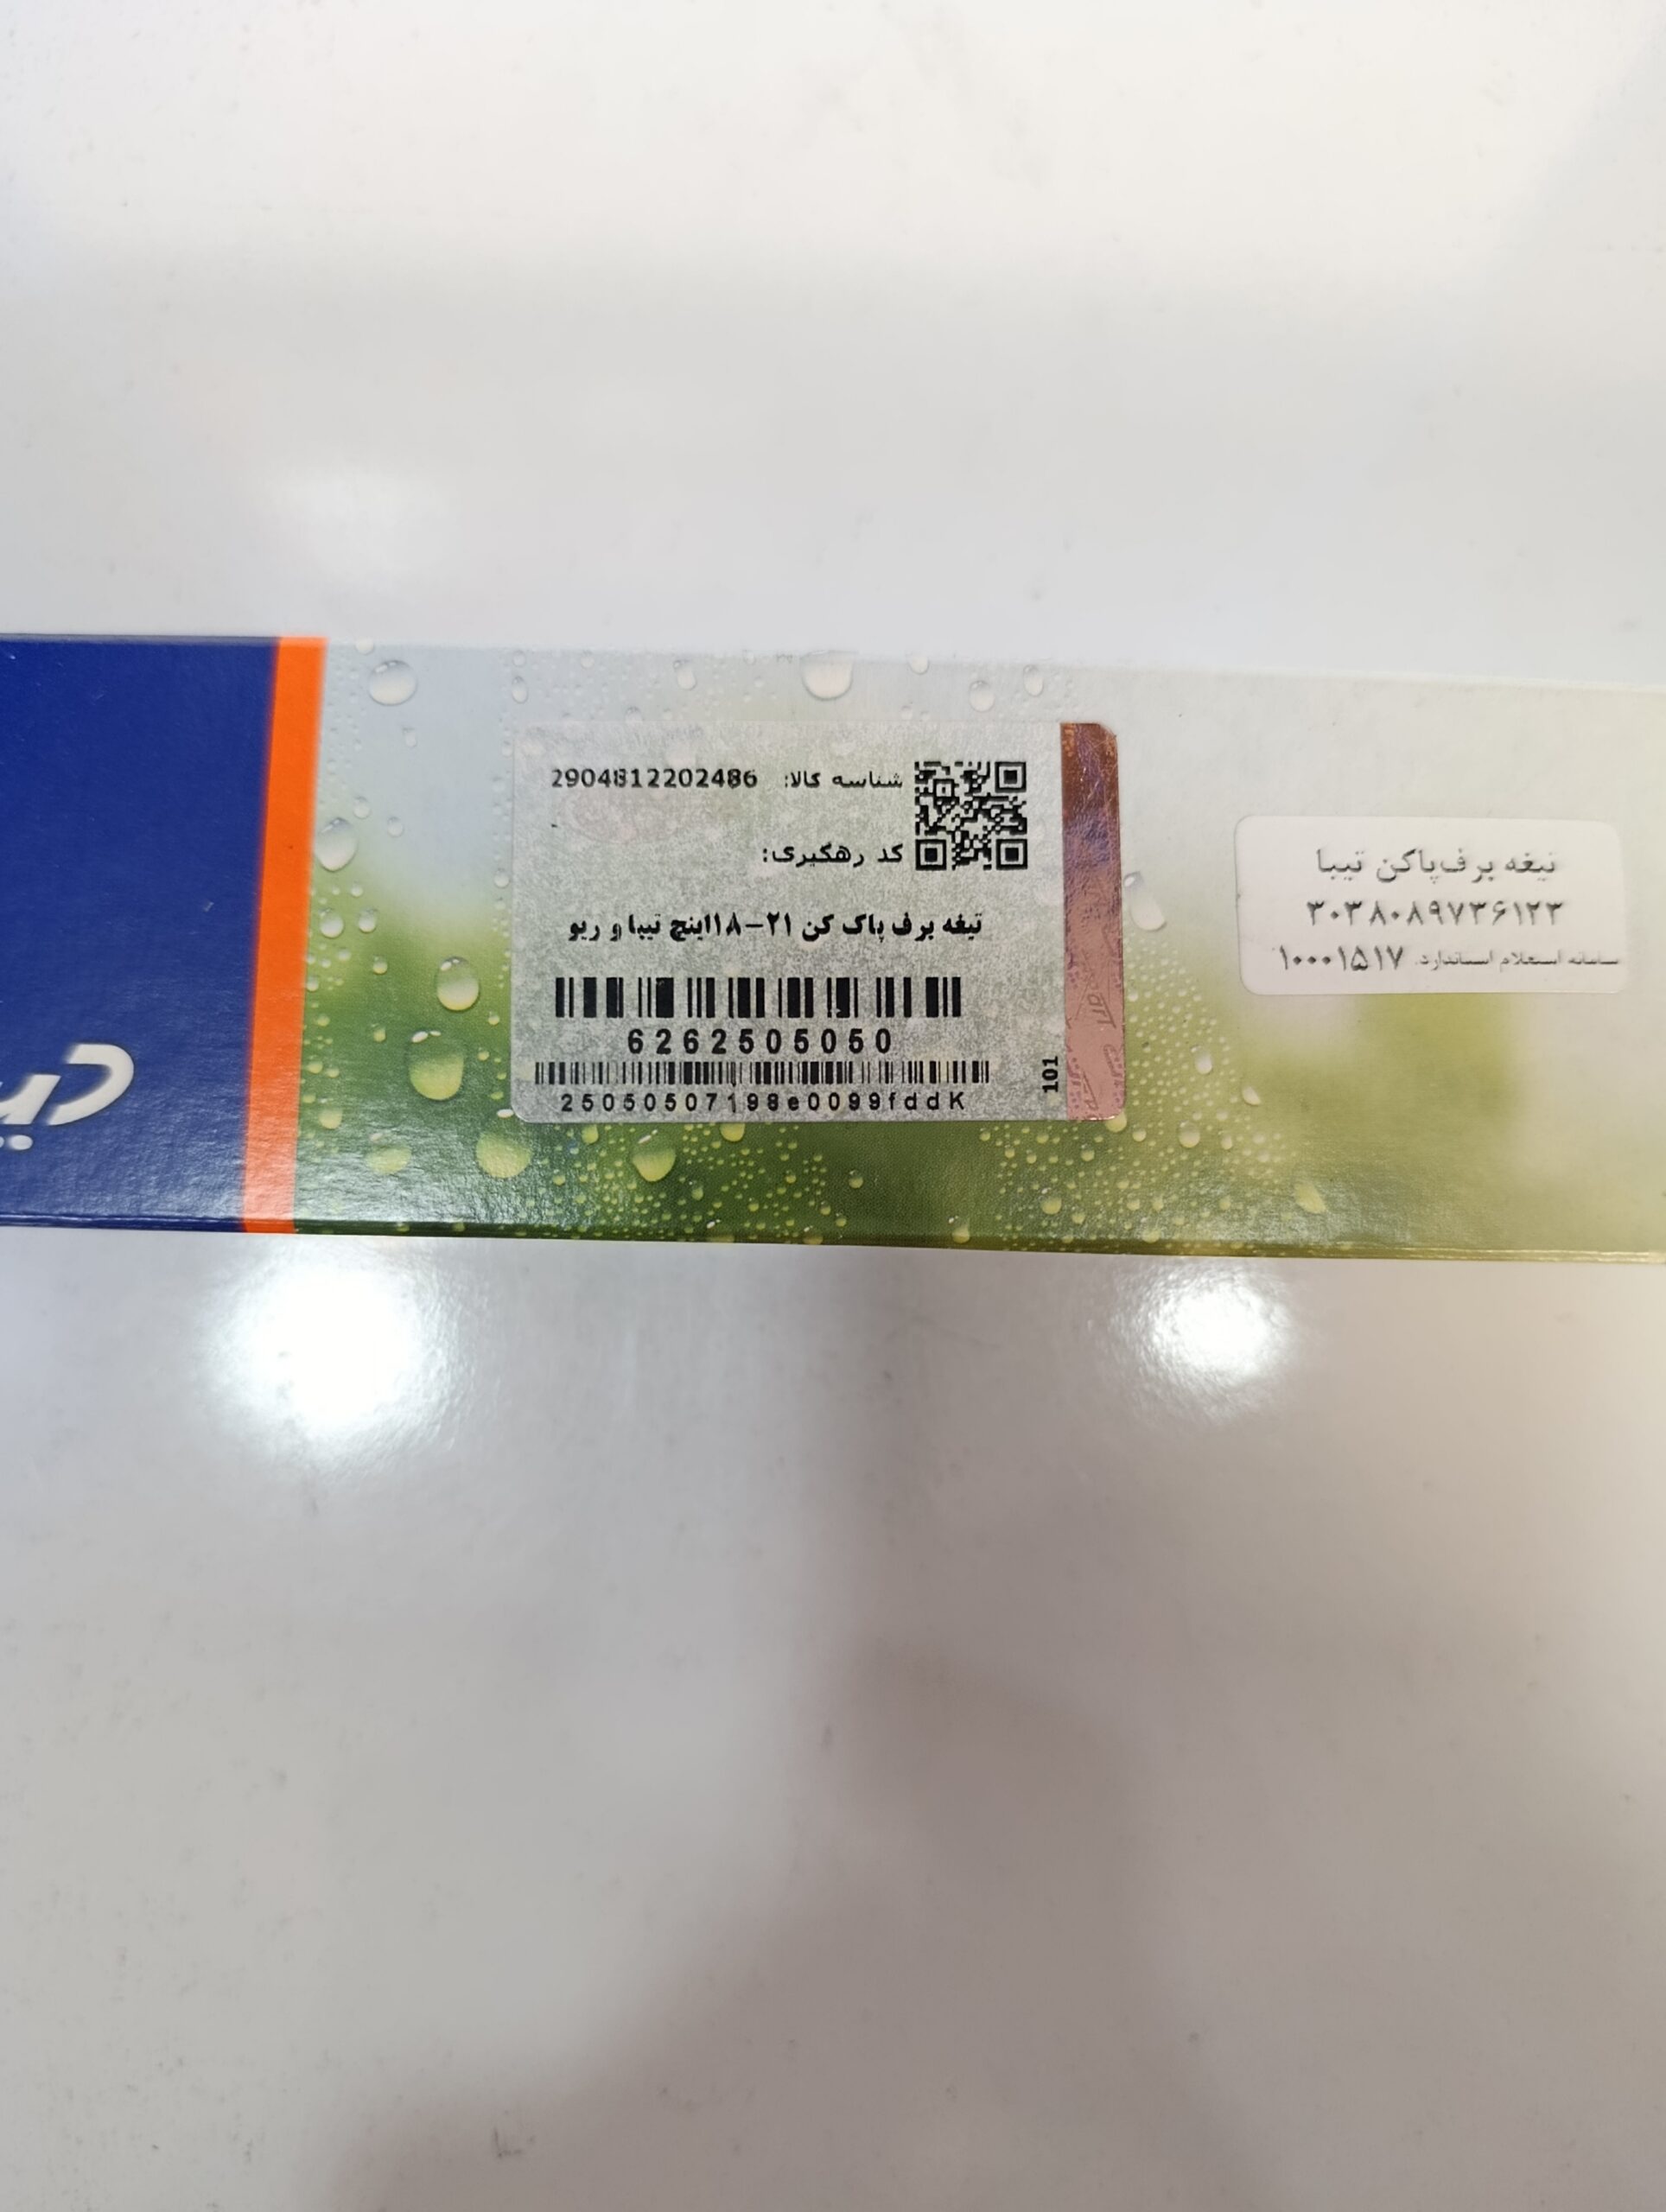 شناسه کالا: 2904812202486
کد رهگیری:
تیغه برف پاک کن ۲۱-۱۸اینچ تیبا و ریو
6262505050
25050507198e0099fddK
101
تیغه برف‌پاکن تیبا
۳۰۳۸۰۸۹۷۳۶۱۲۳
سامانه استعلام استاندارد: ۱۰۰۰۱۵۱۷